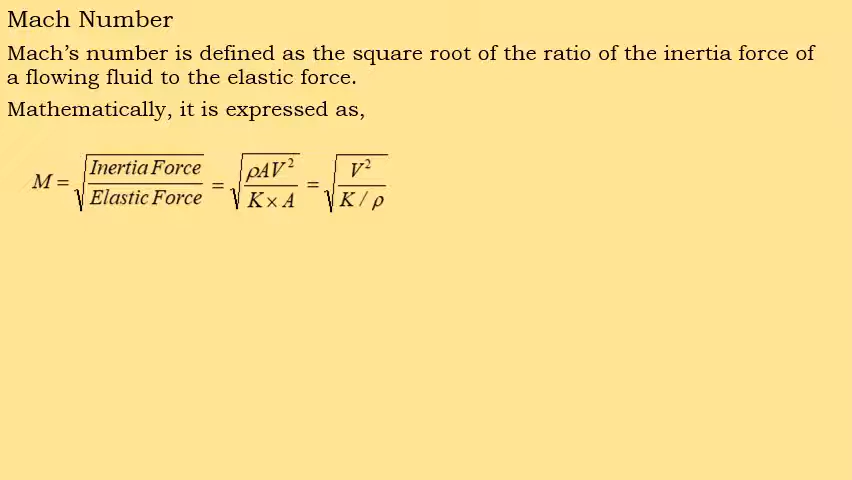 Mach Number
Mach’s number is defined as the square root of the ratio of the inertia force of
a flowing fluid to the elastic force.
Mathematically, it is expressed as,
M = √(Inertia Force / Elastic Force) = √(ρAV² / K × A) = √(V² / K / ρ)